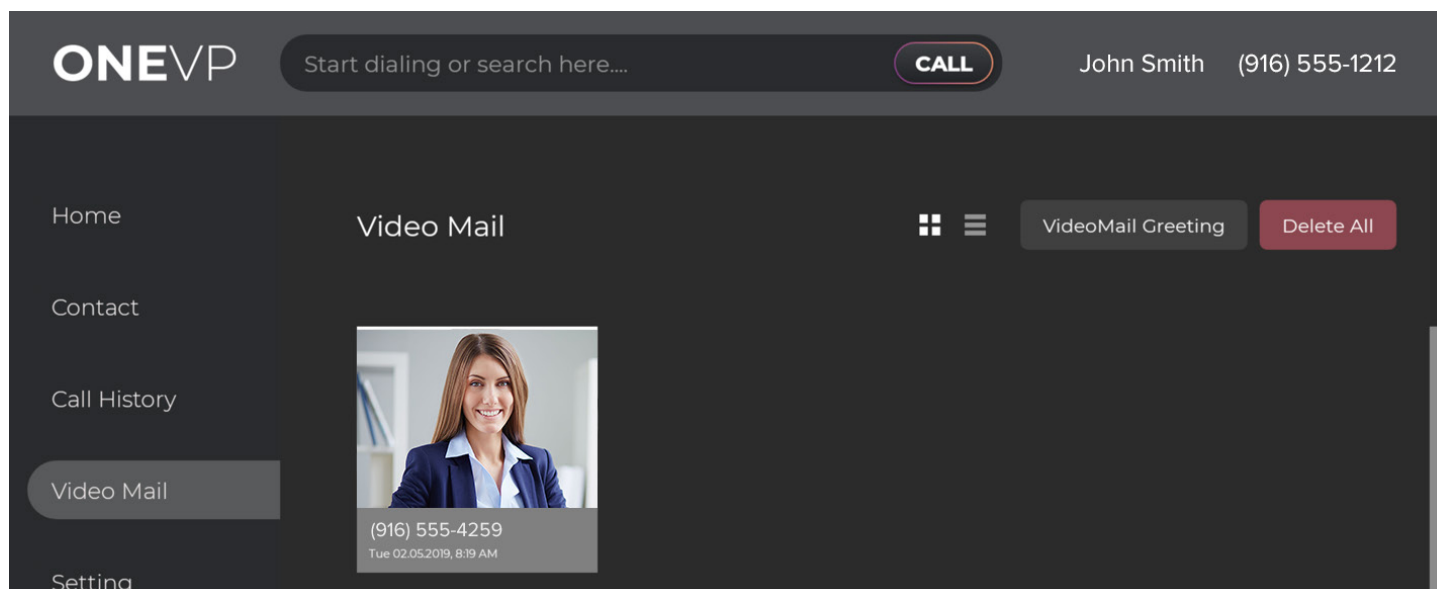 ONEVP
Start dialing or search here....
CALL
John Smith (916) 555-1212
Home
Contact
Call History
Video Mail
Setting
Video Mail
VideoMail Greeting
Delete All
(916) 555-4259
Tue 02.05.2019, 8:19 AM